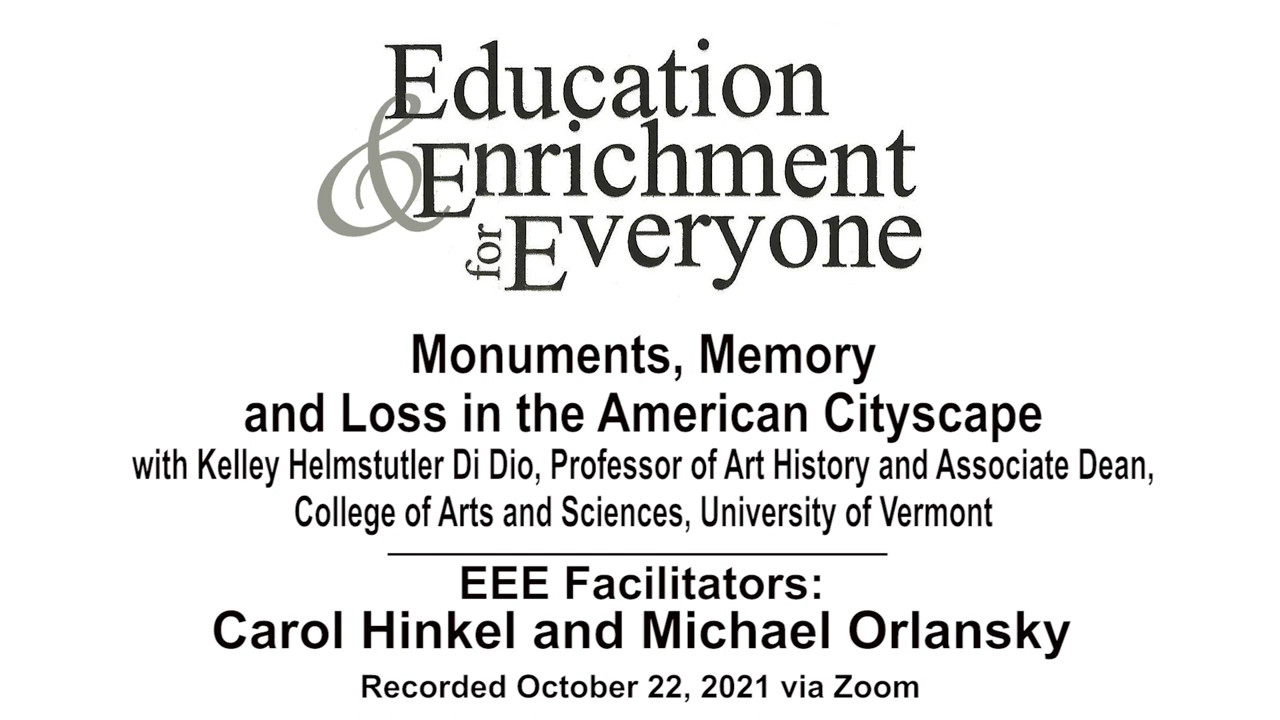 Education
& Enrichment
for Everyone
Monuments, Memory
and Loss in the American Cityscape
with Kelley Helmstutler Di Dio, Professor of Art History and Associate Dean,
College of Arts and Sciences, University of Vermont
EEE Facilitators:
Carol Hinkel and Michael Orlansky
Recorded October 22, 2021 via Zoom